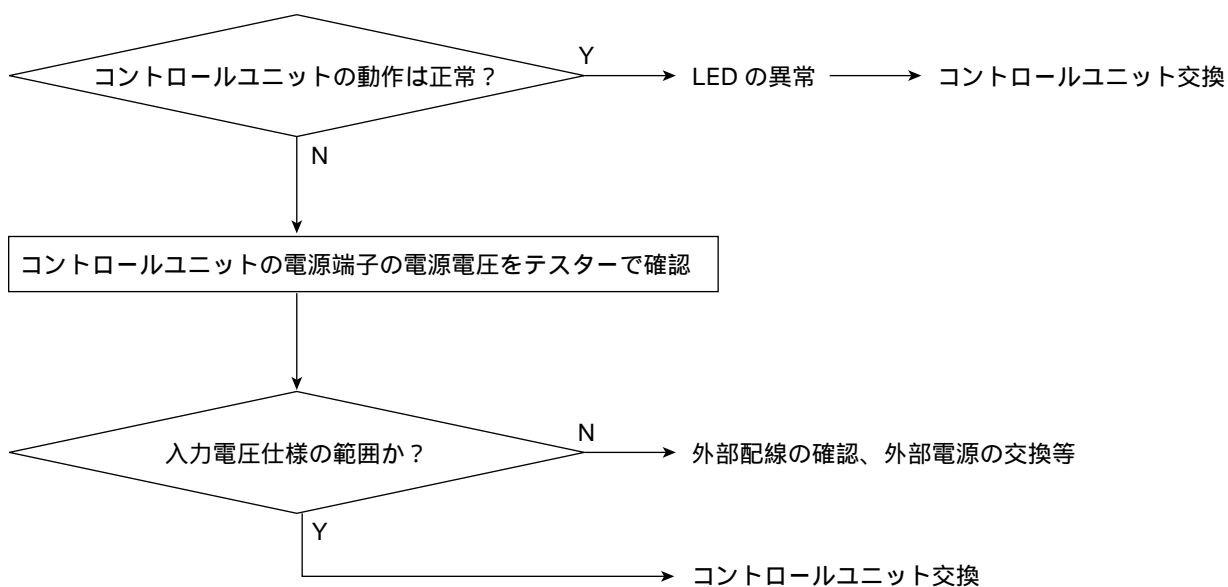 コントロールユニットの動作は正常？
Y
LED の異常
コントロールユニット交換
N
コントロールユニットの電源端子の電源電圧をテスターで確認
入力電圧仕様の範囲か？
N
外部配線の確認、外部電源の交換等
Y
コントロールユニット交換